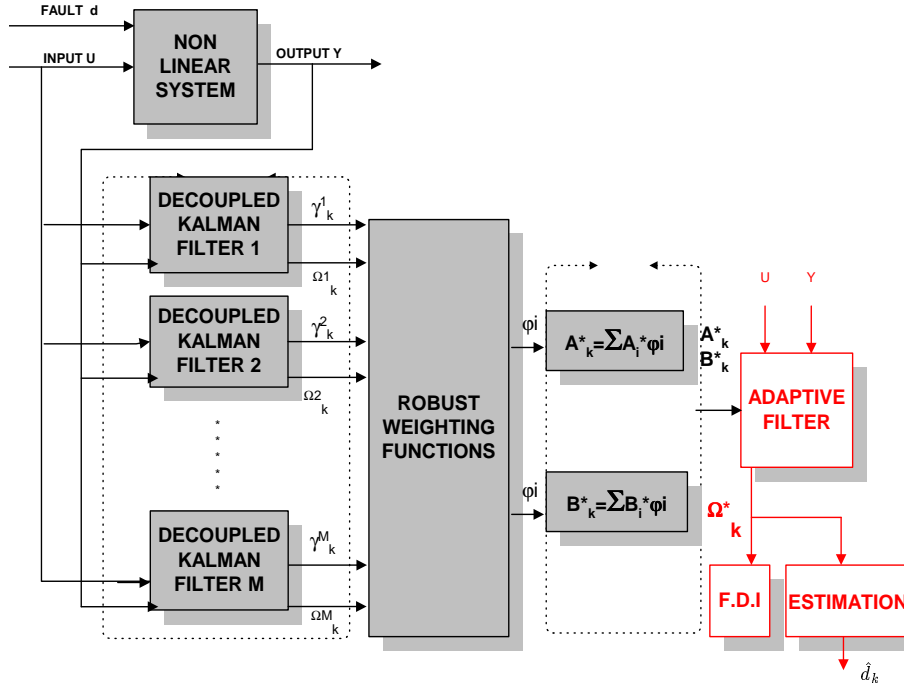 FAULT d
INPUT U
NON
LINEAR
SYSTEM
OUTPUT Y
DECOUPLED
KALMAN
FILTER 1
γ¹ₖ
Ω1ₖ
DECOUPLED
KALMAN
FILTER 2
γ²ₖ
Ω2ₖ
*
*
*
*
*
DECOUPLED
KALMAN
FILTER M
γᴹₖ
ΩMₖ
ROBUST
WEIGHTING
FUNCTIONS
φi
A*ₖ=ΣAᵢ*φi
φi
B*ₖ=ΣBᵢ*φi
A*ₖ
B*ₖ
U Y
ADAPTIVE
FILTER
Ω*ₖ
F.D.I
ESTIMATION
d̂ₖ